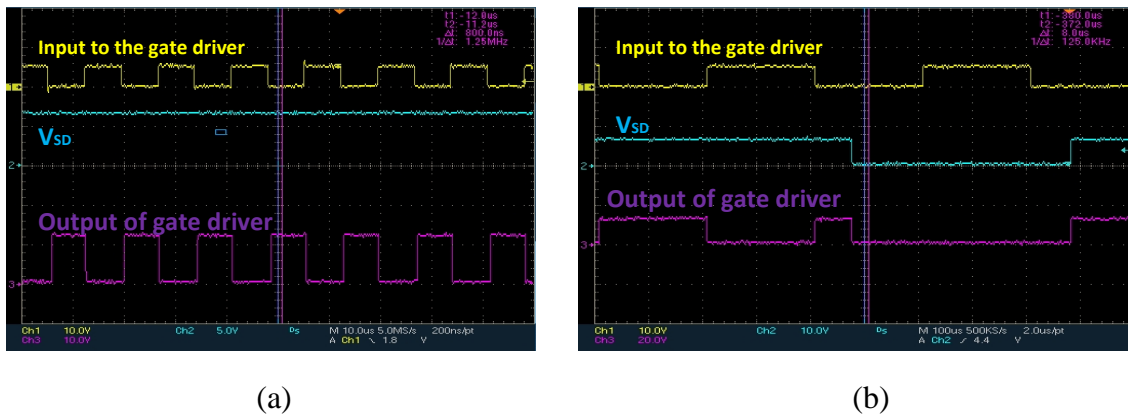 t1: -12.0us
t2: -11.2us
Δt: 800.0ns
1/Δt: 1.25MHz
Input to the gate driver
1
VSD
2
Output of gate driver
3
Ch1 10.0V Ch2 5.0V Ps M 10.0us 5.0MS/s 200ns/pt
Ch3 10.0V A Ch1 1.8 Y
(a)
t1: -380.0us
t2: -372.0us
Δt: 8.0us
1/Δt: 125.0KHz
Input to the gate driver
1
VSD
2
Output of gate driver
3
Ch1 10.0V Ch2 10.0V Ps M 100us 500KS/s 2.0us/pt
Ch3 20.0V A Ch2 4.4 Y
(b)